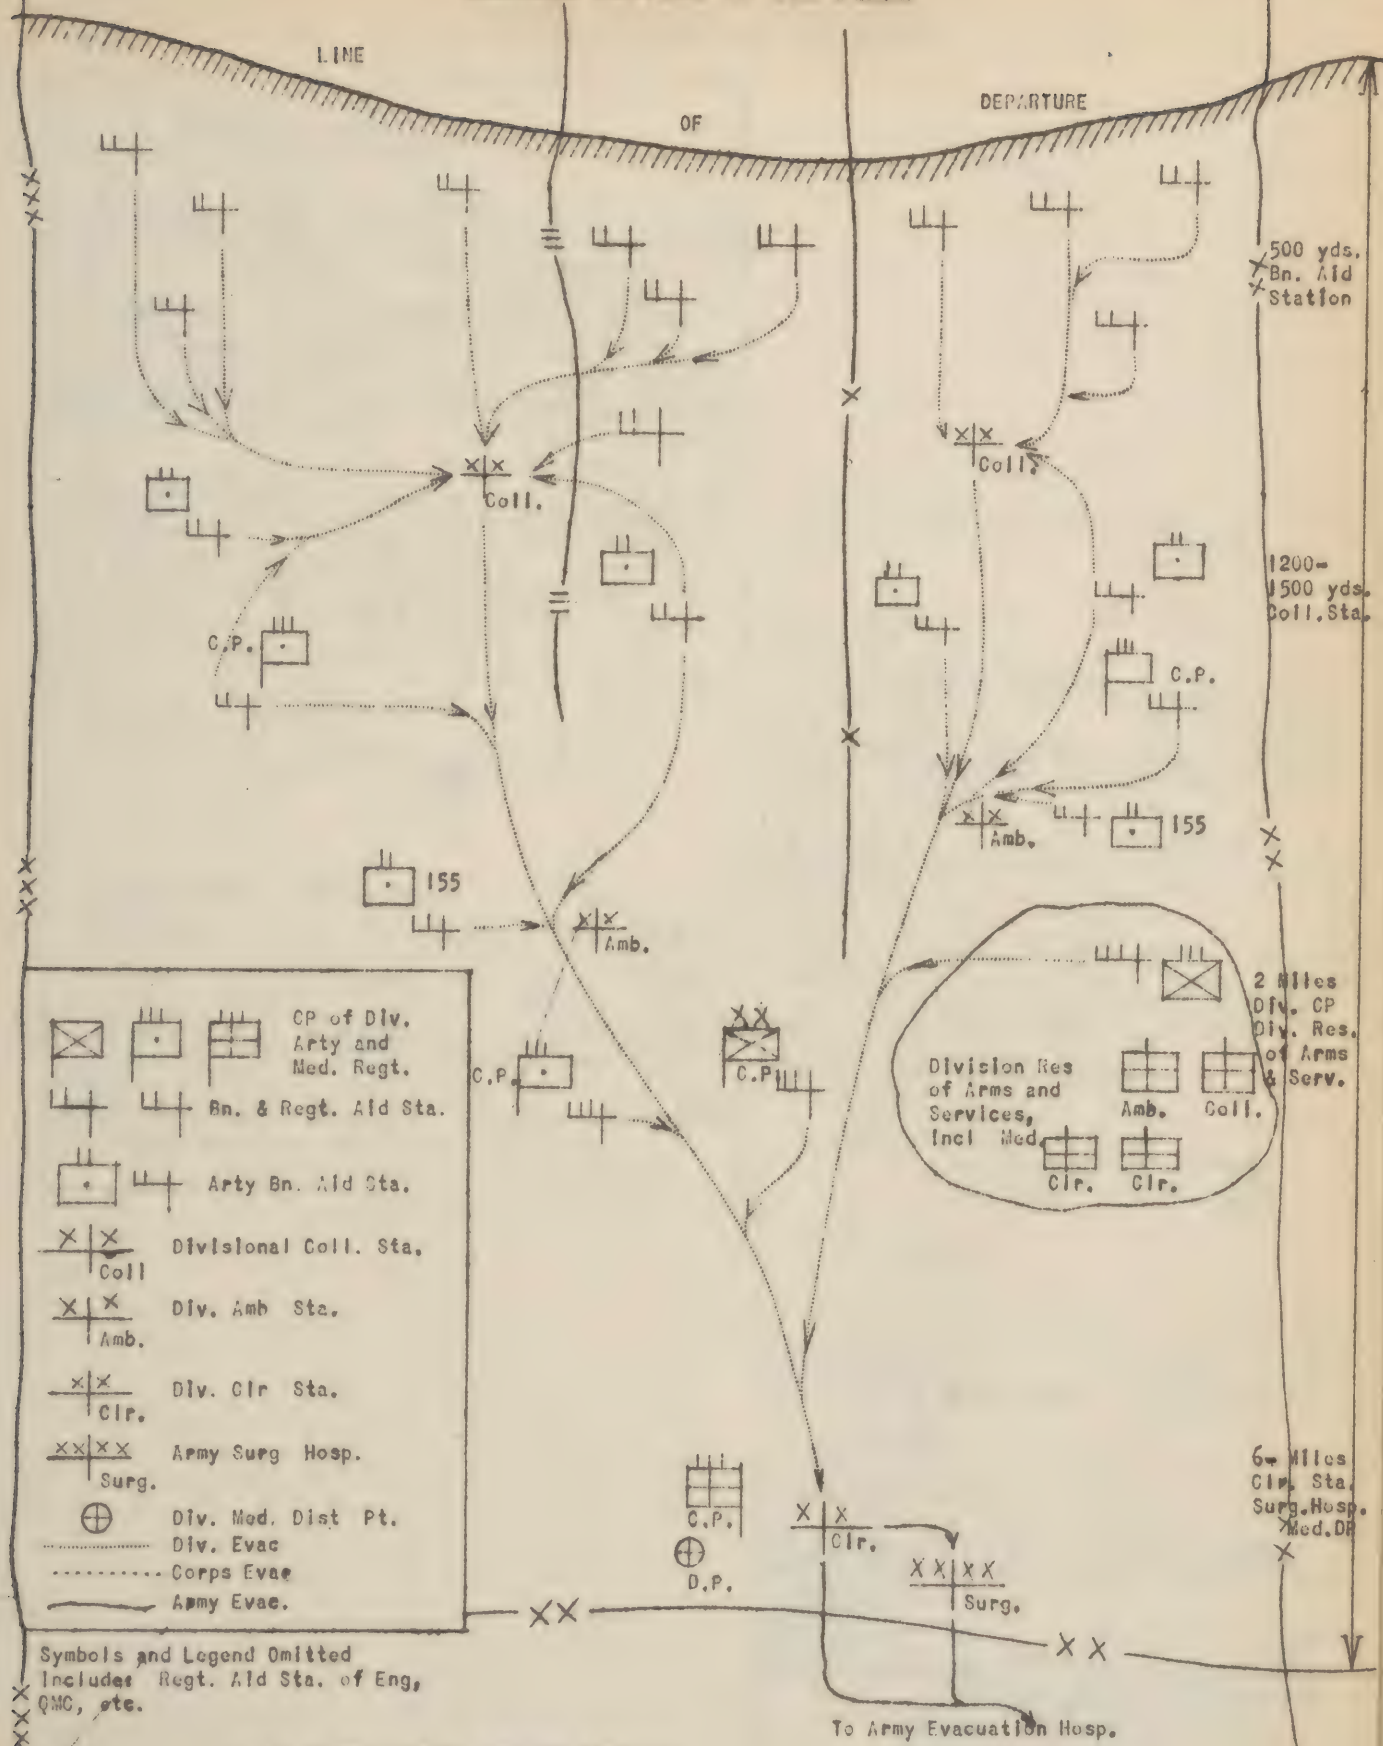 LINE
OF
DEPARTURE
500 yds.
Bn. Aid
Station
Coll.
Coll.
1200-
1500 yds.
Coll.Sta.
C.P.
C.P.
155
Amb.
155
Amb.
2 Miles
Div. CP
Div. Res.
of Arms
& Serv.
C.P.
C.P.
Division Res
of Arms and
Services,
Incl Med.
Amb.
Coll.
Clr.
Clr.
CP of Div.
Arty and
Med. Regt.
Bn. & Regt. Aid Sta.
Arty Bn. Aid Sta.
Divisional Coll. Sta.
Coll
Div. Amb Sta.
Amb.
Div. Clr Sta.
Clr.
Army Surg Hosp.
Surg.
Div. Med. Dist Pt.
Div. Evac
Corps Evac
Army Evac.
6- Miles
Clr. Sta.
Surg.Hosp.
Med.DP
C.P.
D.P.
Clr.
Surg.
Symbols and Legend Omitted
Includes Regt. Aid Sta. of Eng,
QMC, etc.
To Army Evacuation Hosp.